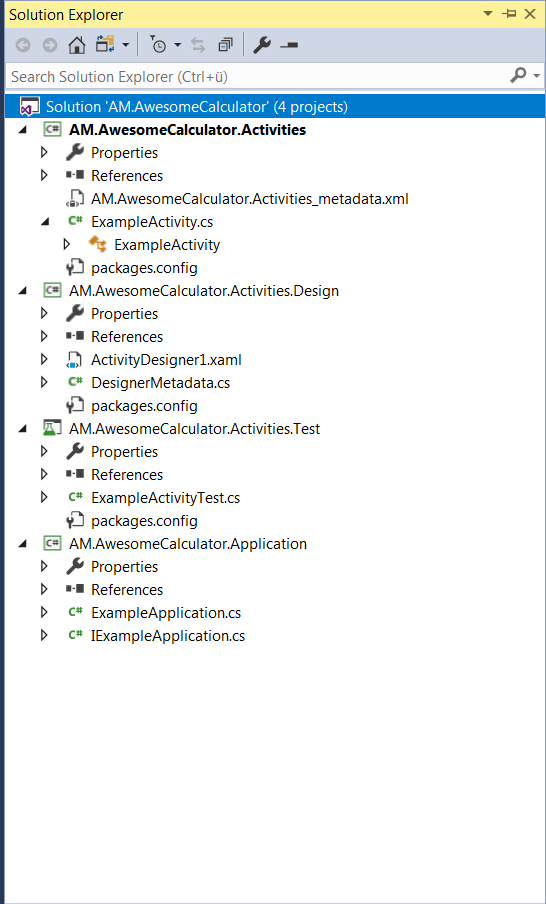 Solution Explorer
Search Solution Explorer (Ctrl+ü)
Solution 'AM.AwesomeCalculator' (4 projects)
C# AM.AwesomeCalculator.Activities
Properties
References
AM.AwesomeCalculator.Activities_metadata.xml
C# ExampleActivity.cs
ExampleActivity
packages.config
C# AM.AwesomeCalculator.Activities.Design
Properties
References
ActivityDesigner1.xaml
C# DesignerMetadata.cs
packages.config
AM.AwesomeCalculator.Activities.Test
Properties
References
C# ExampleActivityTest.cs
packages.config
C# AM.AwesomeCalculator.Application
Properties
References
C# ExampleApplication.cs
C# IExampleApplication.cs